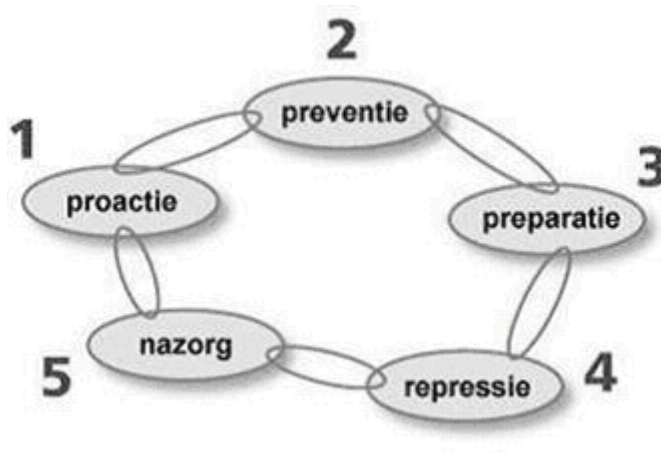 1
proactie
2
preventie
3
preparatie
4
repressie
5
nazorg